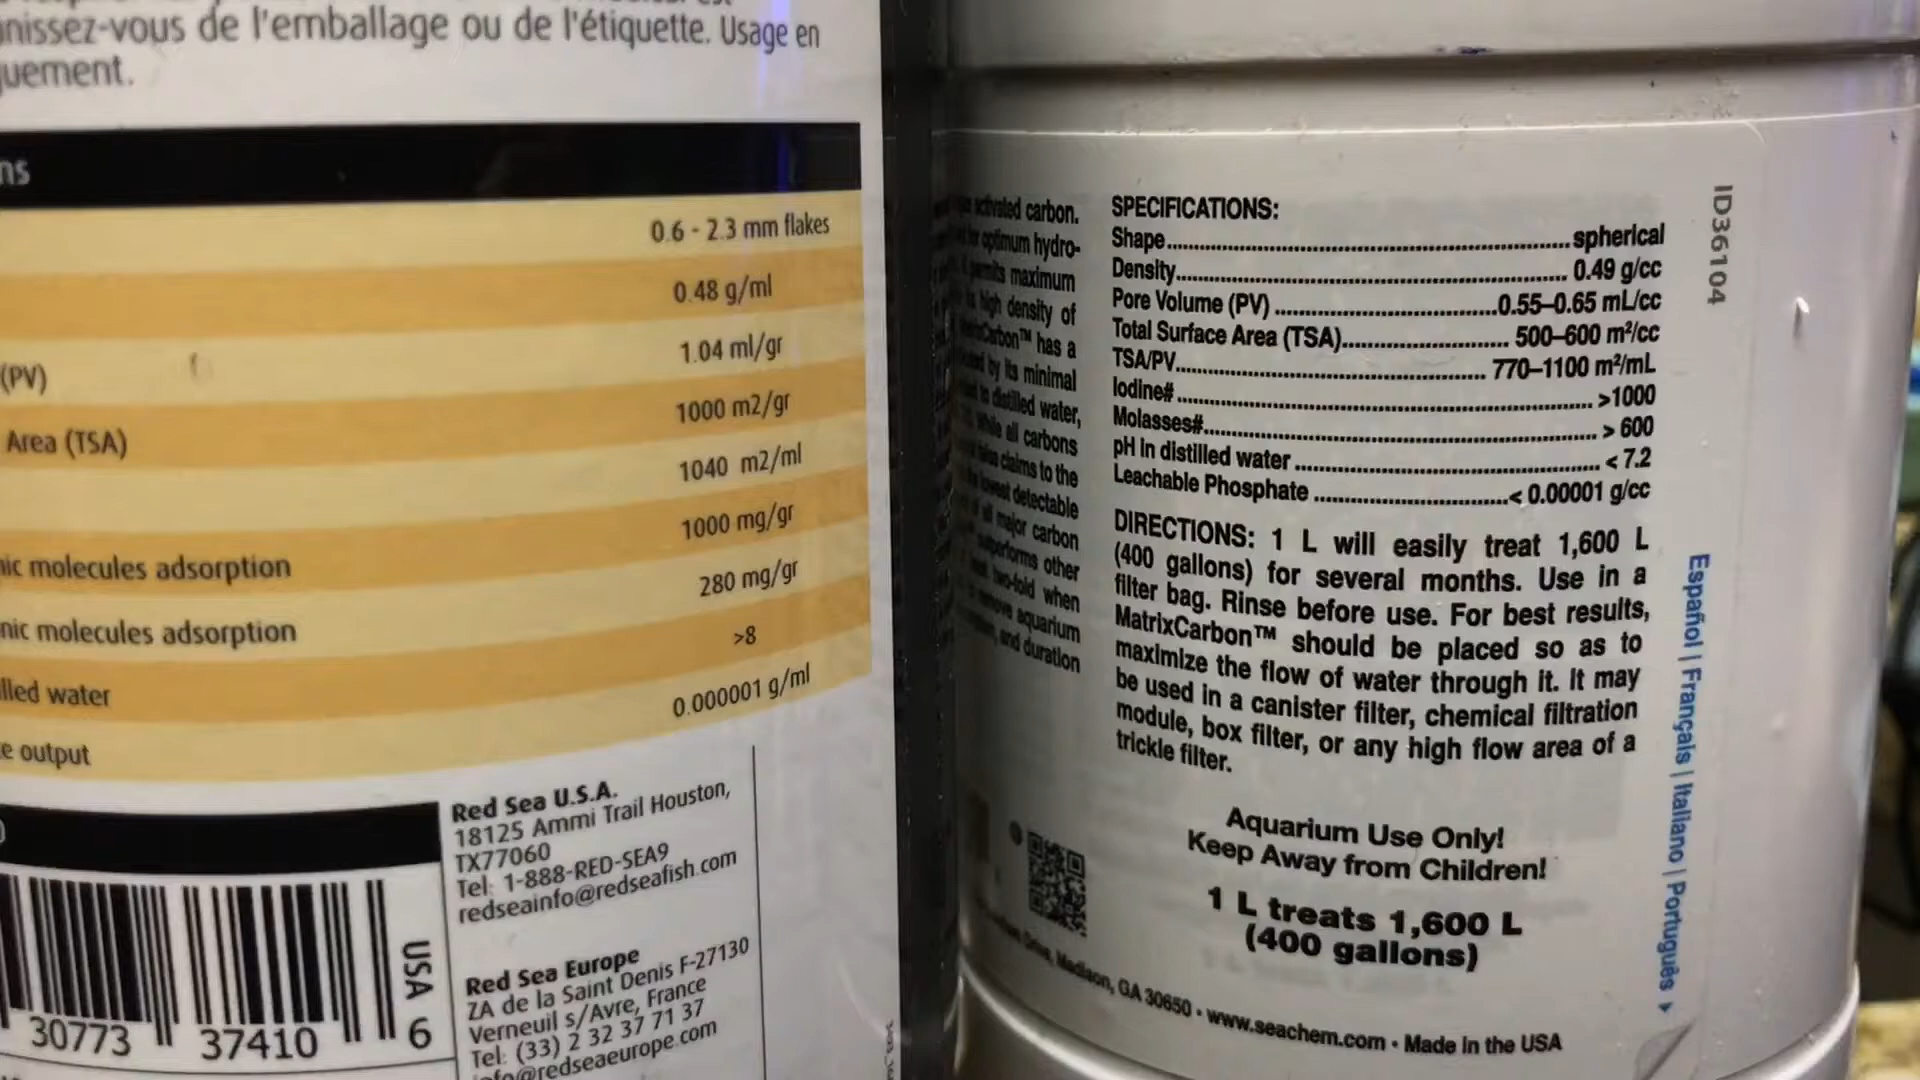 nissez-vous de l'emballage ou de l'étiquette. Usage en
uement.
ns
0.6 - 2.3 mm flakes
0.48 g/ml
(PV) 1.04 ml/gr
Area (TSA) 1000 m2/gr
1040 m2/ml
ic molecules adsorption 1000 mg/gr
nic molecules adsorption 280 mg/gr
lled water >8
e output 0.000001 g/ml
30773 37410 6
USA
Red Sea U.S.A.
18125 Ammi Trail Houston,
TX77060
Tel: 1-888-RED-SEA9
redseainfo@redseafish.com
Red Sea Europe
ZA de la Saint Denis F-27130
Verneuil s/Avre, France
Tel: (33) 2 32 37 71 37
info@redseaeurope.com
activated carbon.
for optimum hydro-
permits maximum
high density of
MatrixCarbon™ has a
by its minimal
distilled water,
while all carbons
claims to the
lowest detectable
of all major carbon
outperforms other
two-fold when
remove aquarium
and duration
SPECIFICATIONS:
Shape.....spherical
Density.....0.49 g/cc
Pore Volume (PV).....0.55–0.65 mL/cc
Total Surface Area (TSA).....500–600 m²/cc
TSA/PV.....770–1100 m²/mL
Iodine#.....>1000
Molasses#.....> 600
pH in distilled water.....< 7.2
Leachable Phosphate.....< 0.00001 g/cc
DIRECTIONS: 1 L will easily treat 1,600 L
(400 gallons) for several months. Use in a
filter bag. Rinse before use. For best results,
MatrixCarbon™ should be placed so as to
maximize the flow of water through it. It may
be used in a canister filter, chemical filtration
module, box filter, or any high flow area of a
trickle filter.
Aquarium Use Only!
Keep Away from Children!
1 L treats 1,600 L
(400 gallons)
Drive, Madison, GA 30650 • www.seachem.com • Made in the USA
ID36104
Español | Français | Italiano | Português